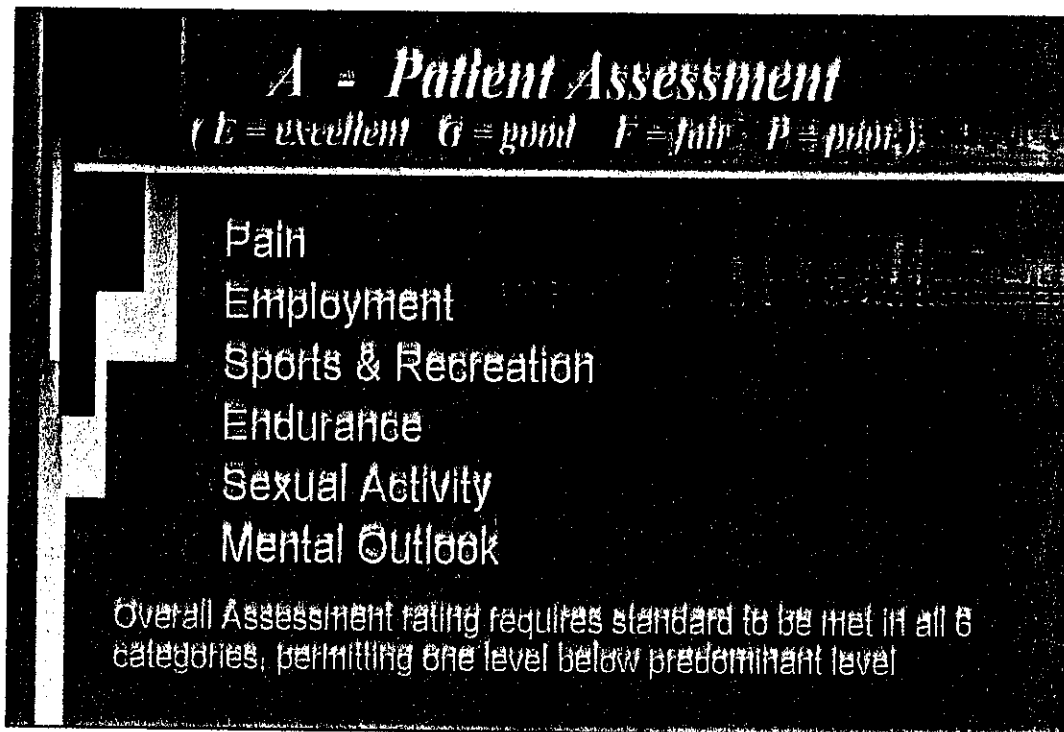 A = Patient Assessment
( E = excellent G = good F = fair P = poor )
Pain
Employment
Sports & Recreation
Endurance
Sexual Activity
Mental Outlook
Overall Assessment rating requires standard to be met in all 6
categories, permitting one level below predominant level